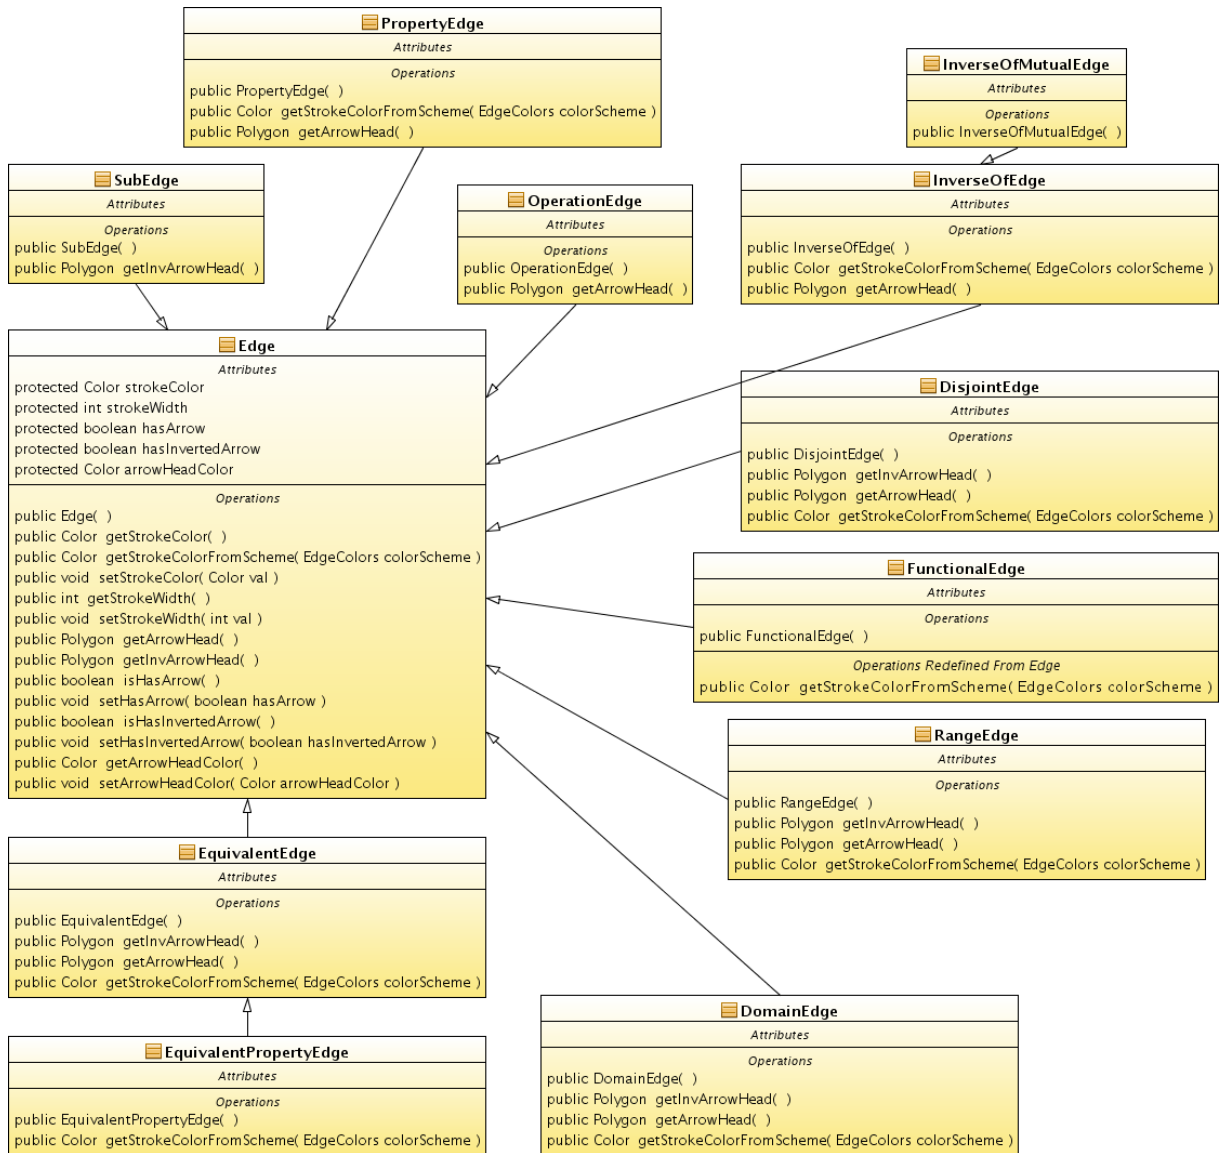 PropertyEdge
Attributes
Operations
public PropertyEdge(  )
public Color  getStrokeColorFromScheme( EdgeColors colorScheme )
public Polygon  getArrowHead(  )
InverseOfMutualEdge
Attributes
Operations
public InverseOfMutualEdge(  )
SubEdge
Attributes
Operations
public SubEdge(  )
public Polygon  getInvArrowHead(  )
OperationEdge
Attributes
Operations
public OperationEdge(  )
public Polygon  getArrowHead(  )
InverseOfEdge
Attributes
Operations
public InverseOfEdge(  )
public Color  getStrokeColorFromScheme( EdgeColors colorScheme )
public Polygon  getArrowHead(  )
Edge
Attributes
protected Color strokeColor
protected int strokeWidth
protected boolean hasArrow
protected boolean hasInvertedArrow
protected Color arrowHeadColor
Operations
public Edge(  )
public Color  getStrokeColor(  )
public Color  getStrokeColorFromScheme( EdgeColors colorScheme )
public void  setStrokeColor( Color val )
public int  getStrokeWidth(  )
public void  setStrokeWidth( int val )
public Polygon  getArrowHead(  )
public Polygon  getInvArrowHead(  )
public boolean  isHasArrow(  )
public void  setHasArrow( boolean hasArrow )
public boolean  isHasInvertedArrow(  )
public void  setHasInvertedArrow( boolean hasInvertedArrow )
public Color  getArrowHeadColor(  )
public void  setArrowHeadColor( Color arrowHeadColor )
DisjointEdge
Attributes
Operations
public DisjointEdge(  )
public Polygon  getInvArrowHead(  )
public Polygon  getArrowHead(  )
public Color  getStrokeColorFromScheme( EdgeColors colorScheme )
FunctionalEdge
Attributes
Operations
public FunctionalEdge(  )
Operations Redefined From Edge
public Color  getStrokeColorFromScheme( EdgeColors colorScheme )
RangeEdge
Attributes
Operations
public RangeEdge(  )
public Polygon  getInvArrowHead(  )
public Polygon  getArrowHead(  )
public Color  getStrokeColorFromScheme( EdgeColors colorScheme )
EquivalentEdge
Attributes
Operations
public EquivalentEdge(  )
public Polygon  getInvArrowHead(  )
public Polygon  getArrowHead(  )
public Color  getStrokeColorFromScheme( EdgeColors colorScheme )
EquivalentPropertyEdge
Attributes
Operations
public EquivalentPropertyEdge(  )
public Color  getStrokeColorFromScheme( EdgeColors colorScheme )
DomainEdge
Attributes
Operations
public DomainEdge(  )
public Polygon  getInvArrowHead(  )
public Polygon  getArrowHead(  )
public Color  getStrokeColorFromScheme( EdgeColors colorScheme )